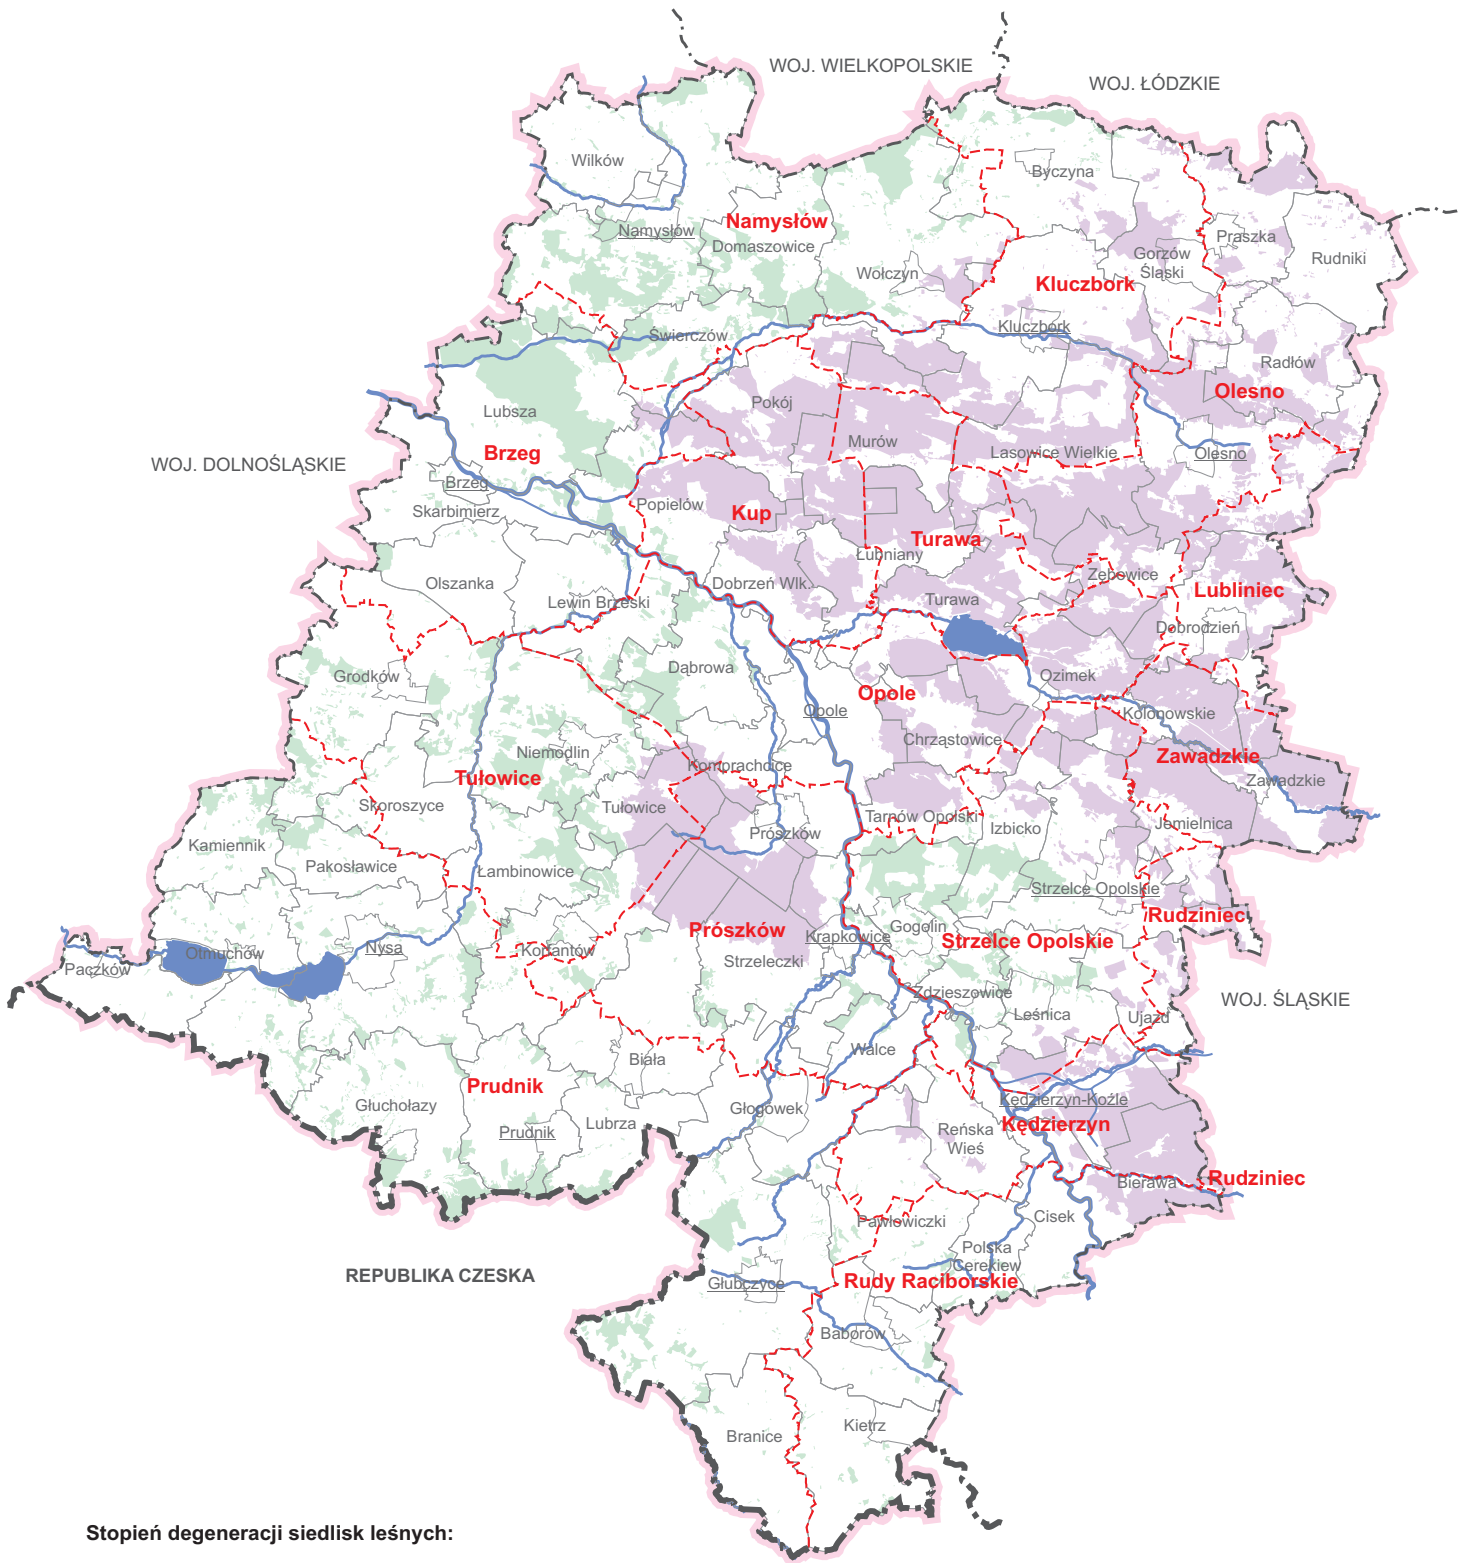 WOJ. WIELKOPOLSKIE
WOJ. ŁÓDZKIE
Wilków
Byczyna
Namysłów
Namysłów
Domaszowice
Praszka
Rudniki
Gorzów
Śląski
Wołczyn
Kluczbork
Kluczbork
Świerczów
Radłów
Olesno
Pokój
Lubsza
Murów
Brzeg
Lasowice Wielkie
Olesno
WOJ. DOLNOŚLĄSKIE
Brzeg
Skarbimierz
Popielów
Kup
Turawa
Łubniany
Zębowice
Olszanka
Dobrzeń Wlk.
Lubliniec
Lewin Brzeski
Turawa
Dobrodzień
Grodków
Dąbrowa
Ozimek
Opole
Opole
Kolonowskie
Chrząstowice
Niemodlin
Komprachcice
Zawadzkie
Tułowice
Zawadzkie
Skoroszyce
Tułowice
Tarnów Opolski
Izbicko
Jemielnica
Prószków
Kamiennik
Pakosławice
Łambinowice
Strzelce Opolskie
Rudziniec
Prószków
Gogolin
Krapkowice
Strzelce Opolskie
Otmuchów
Nysa
Korfantów
Strzeleczki
Paczków
Zdzieszowice
WOJ. ŚLĄSKIE
Leśnica
Ujazd
Walce
Biała
Prudnik
Głuchołazy
Głogówek
Kędzierzyn-Koźle
Lubrza
Prudnik
Reńska
Wieś
Kędzierzyn
Rudziniec
Bierawa
Pawłowiczki
Cisek
Polska
Cerekiew
REPUBLIKA CZESKA
Głubczyce
Rudy Raciborskie
Baborów
Branice
Kietrz
Stopień degeneracji siedlisk leśnych: